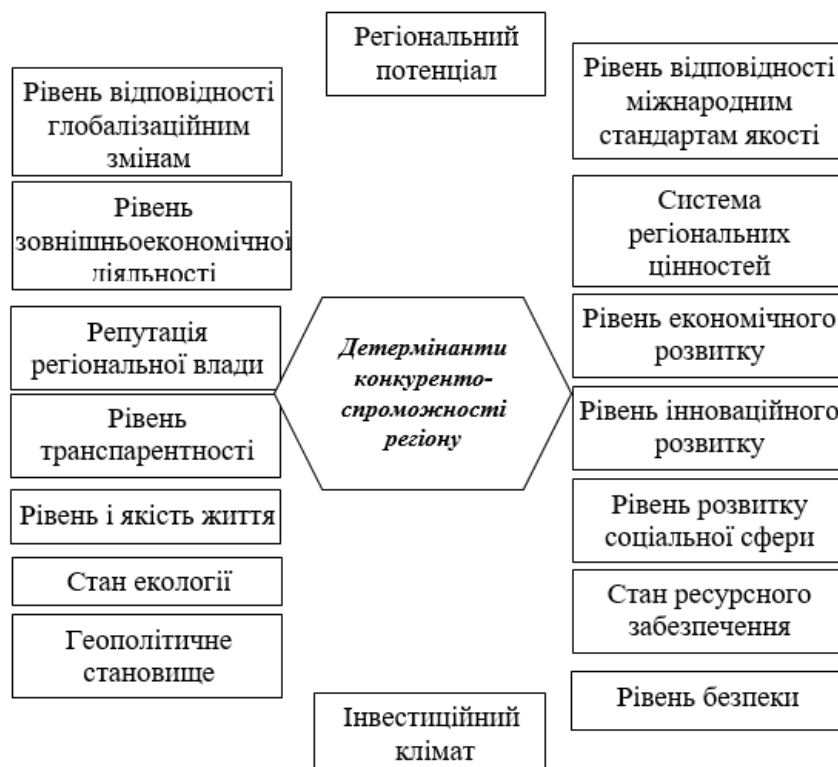 Регіональний
потенціал
Рівень відповідності
глобалізаційним
змінам
Рівень
зовнішньоекономічної
діяльності
Репутація
регіональної влади
Рівень
транспарентності
Рівень і якість життя
Стан екології
Геополітичне
становище
Детермінанти
конкуренто-
спроможності
регіону
Рівень відповідності
міжнародним
стандартам якості
Система
регіональних
цінностей
Рівень економічного
розвитку
Рівень інноваційного
розвитку
Рівень розвитку
соціальної сфери
Стан ресурсного
забезпечення
Рівень безпеки
Інвестиційний
клімат